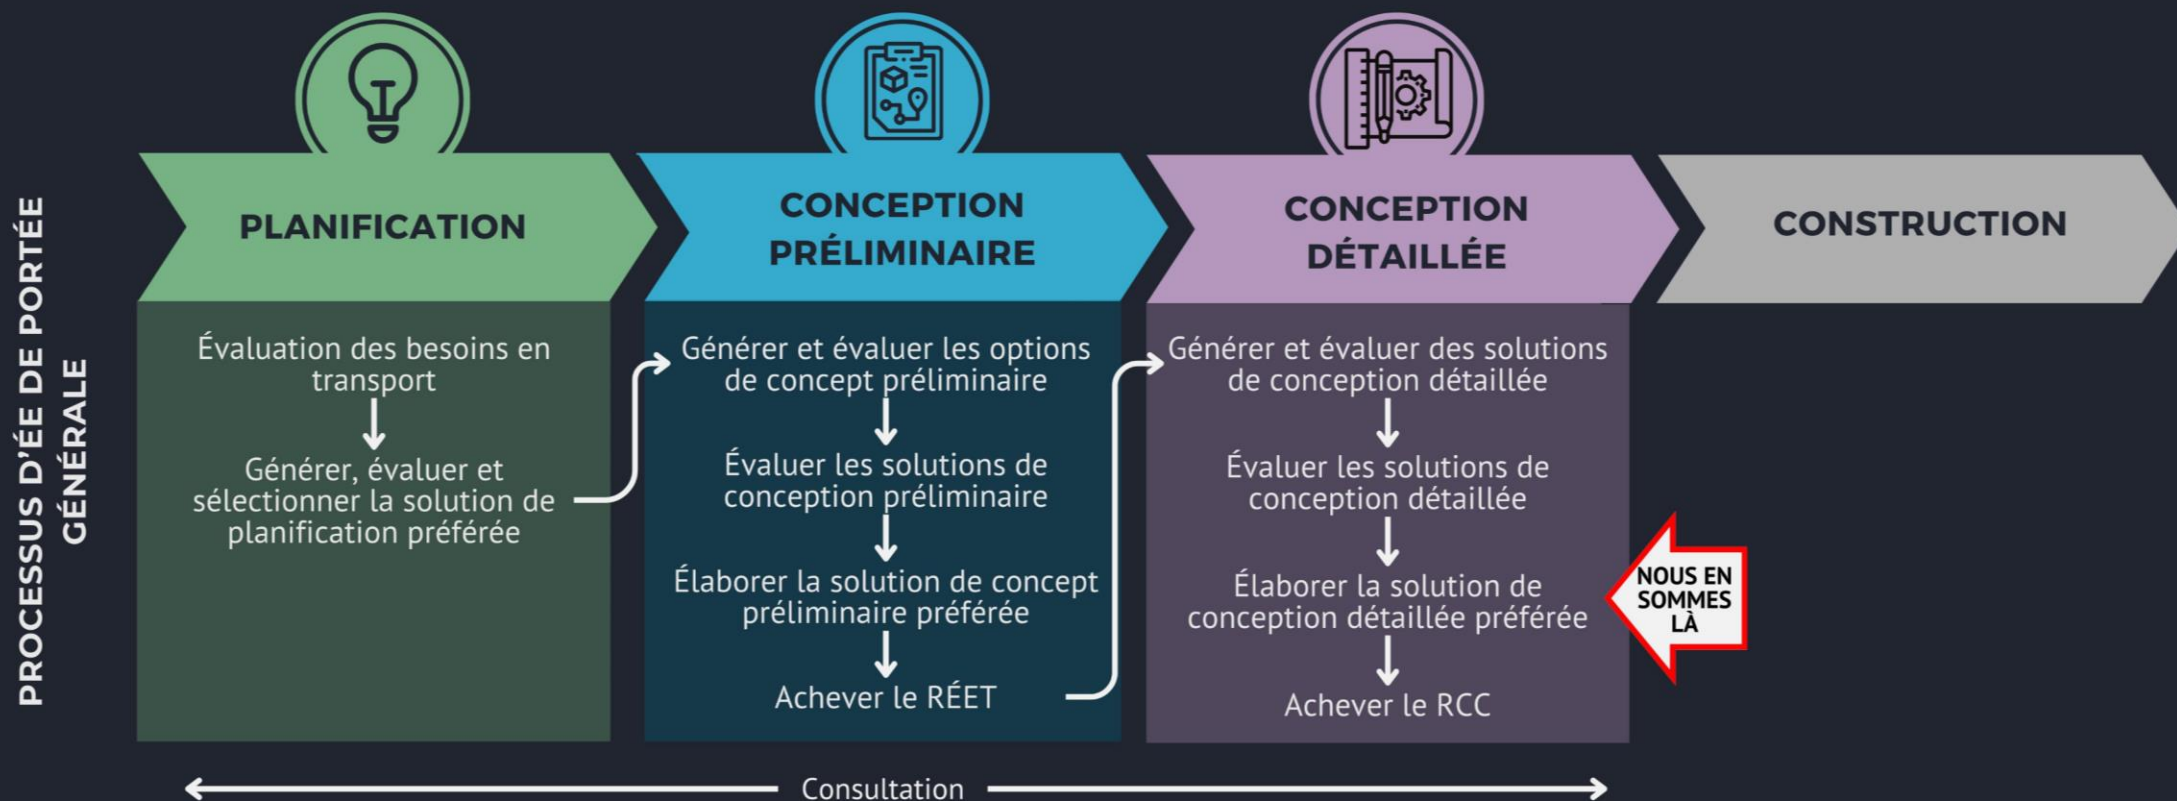 PROCESSUS D'ÉE DE PORTÉE
GÉNÉRALE
PLANIFICATION
Évaluation des besoins en
transport
Générer, évaluer et
sélectionner la solution de
planification préférée
CONCEPTION
PRÉLIMINAIRE
Générer et évaluer les options
de concept préliminaire
Évaluer les solutions de
conception préliminaire
Élaborer la solution de concept
préliminaire préférée
Achever le RÉET
CONCEPTION
DÉTAILLÉE
Générer et évaluer des solutions
de conception détaillée
Évaluer les solutions de
conception détaillée
Élaborer la solution de
conception détaillée préférée
Achever le RCC
NOUS EN
SOMMES
LÀ
CONSTRUCTION
Consultation